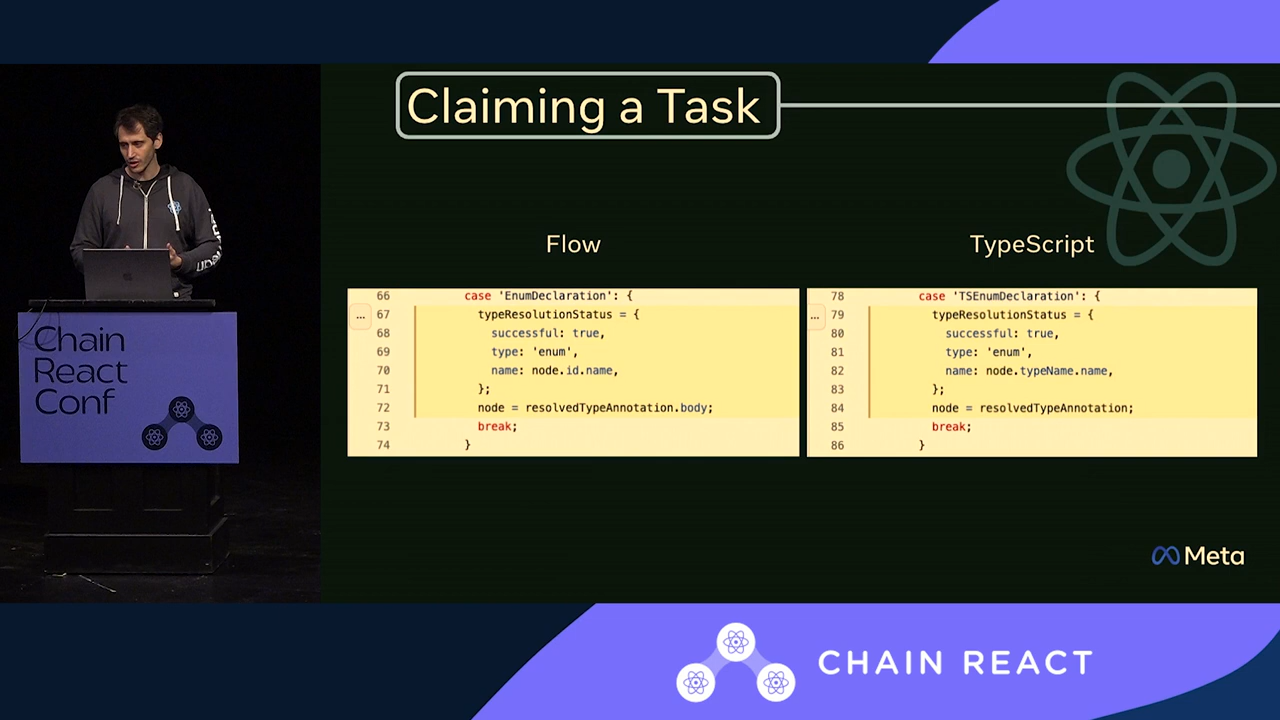 Claiming a Task
Flow
TypeScript
66 case 'EnumDeclaration': {
... 67 typeResolutionStatus = {
68 successful: true,
69 type: 'enum',
70 name: node.id.name,
71 };
72 node = resolvedTypeAnnotation.body;
73 break;
74 }
78 case 'TSEnumDeclaration': {
... 79 typeResolutionStatus = {
80 successful: true,
81 type: 'enum',
82 name: node.typeName.name,
83 };
84 node = resolvedTypeAnnotation;
85 break;
86 }
Meta
Chain
React
Conf
CHAIN REACT